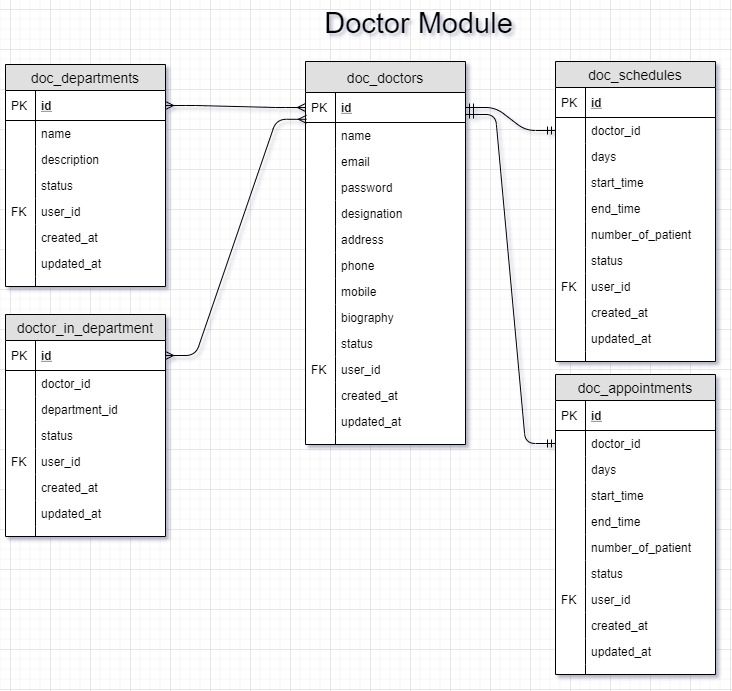 Doctor Module
doc_departments
PK id
name
description
status
FK user_id
created_at
updated_at
doctor_in_department
PK id
doctor_id
department_id
status
FK user_id
created_at
updated_at
doc_doctors
PK id
name
email
password
designation
address
phone
mobile
biography
status
FK user_id
created_at
updated_at
doc_schedules
PK id
doctor_id
days
start_time
end_time
number_of_patient
status
FK user_id
created_at
updated_at
doc_appointments
PK id
doctor_id
days
start_time
end_time
number_of_patient
status
FK user_id
created_at
updated_at